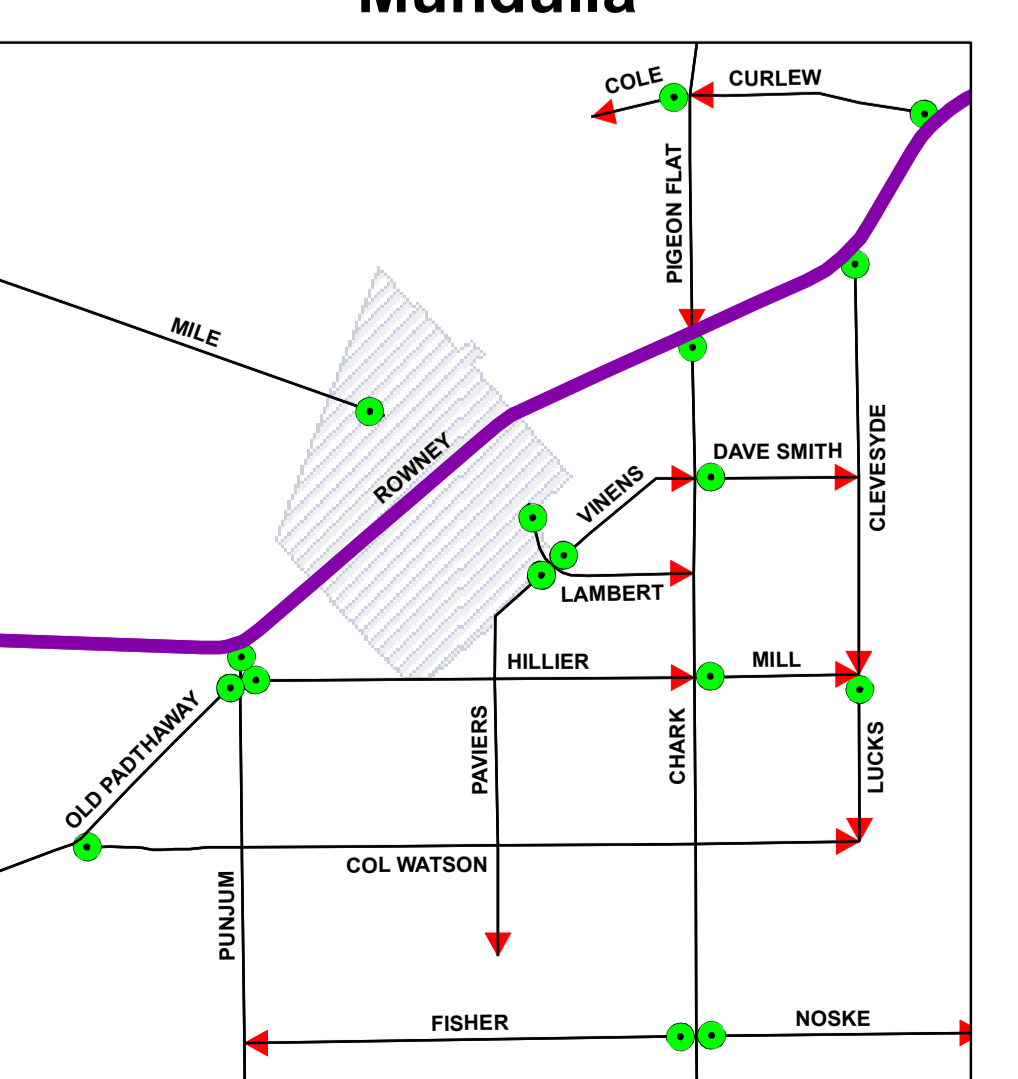 Mundulla
COLE
CURLEW
PIGEON FLAT
MILE
ROWNEY
DAVE SMITH
CLEVESYDE
VINENS
LAMBERT
HILLIER
MILL
OLD PADTHAWAY
PAVIERS
CHARK
LUCKS
COL WATSON
PUNJUM
FISHER
NOSKE